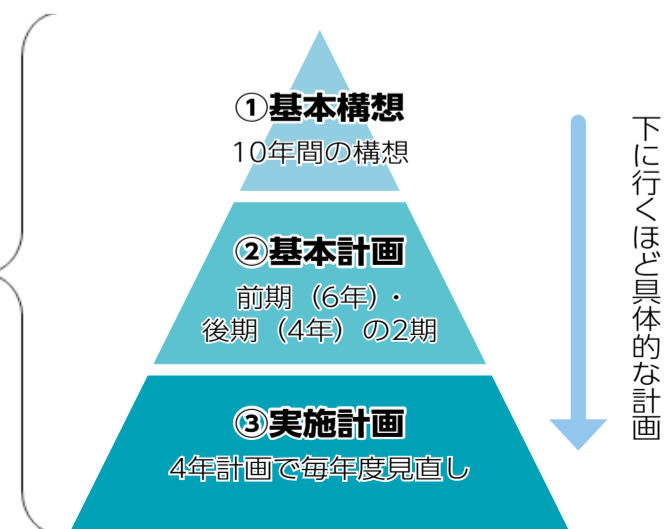 ①基本構想
10年間の構想
②基本計画
前期（6年）・
後期（4年）の2期
③実施計画
4年計画で毎年度見直し
下に行くほど具体的な計画